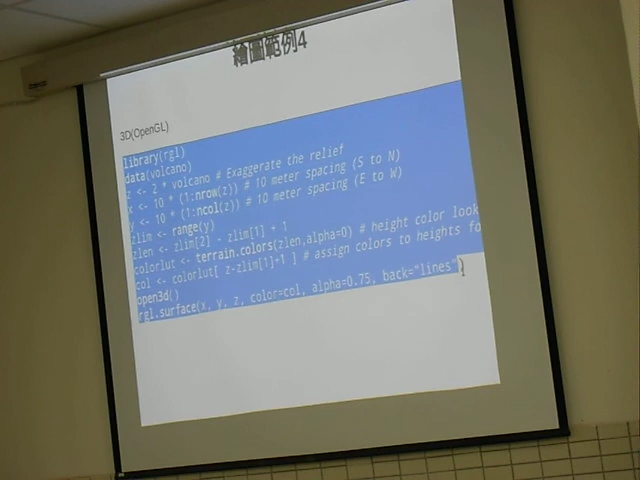 繪圖範例4
3D(OpenGL)
library(rgl)
data(volcano)
z <- 2 * volcano # Exaggerate the relief
x <- 10 * (1:nrow(z)) # 10 meter spacing (S to N)
y <- 10 * (1:ncol(z)) # 10 meter spacing (E to W)
zlim <- range(y)
zlen <- zlim[2] - zlim[1] + 1
colorlut <- terrain.colors(zlen,alpha=0) # height color look
col <- colorlut[ z-zlim[1]+1 ] # assign colors to heights fo
open3d()
rgl.surface(x, y, z, color=col, alpha=0.75, back="lines")